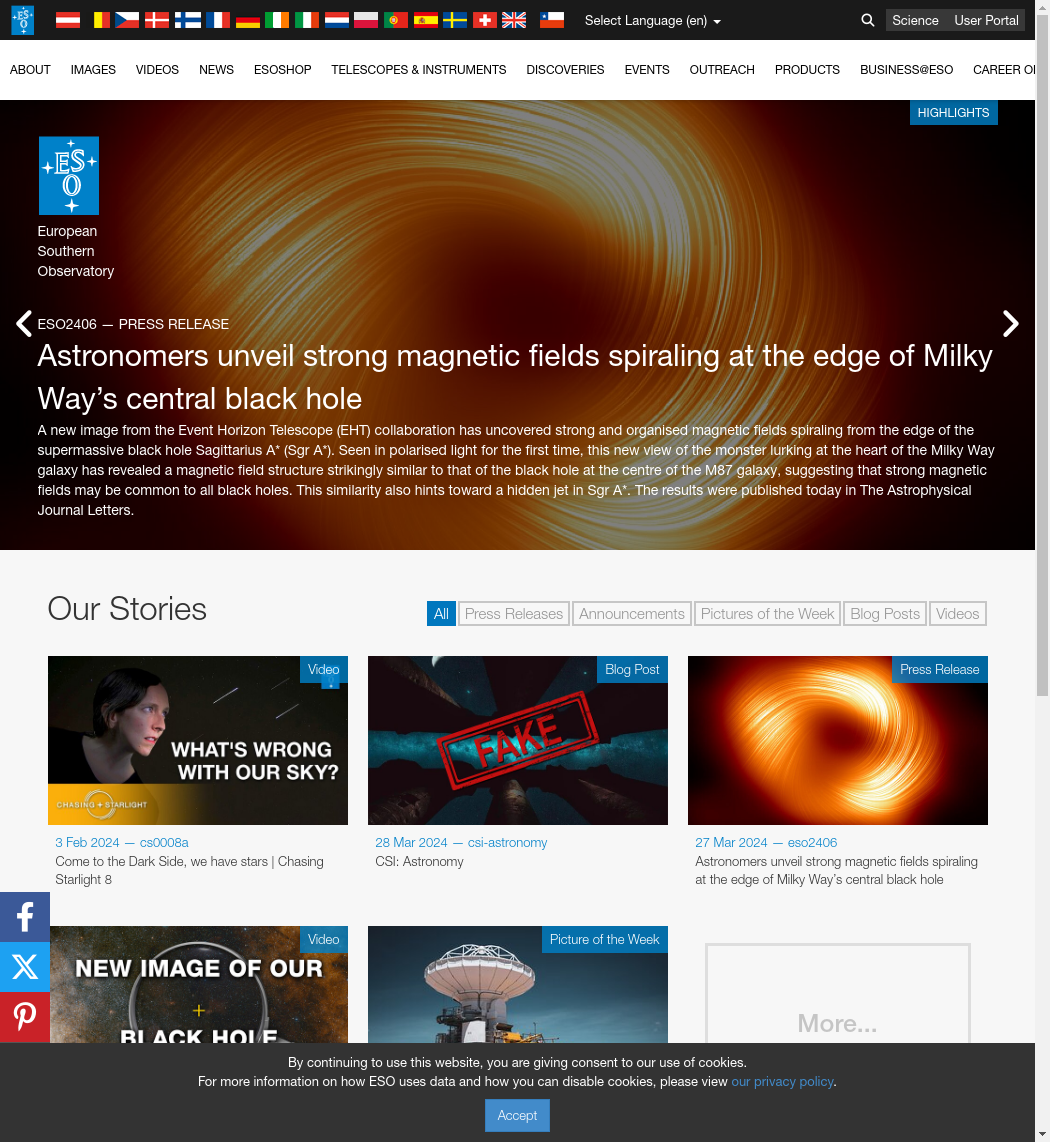 Select Language (en)
Science
User Portal
ABOUT
IMAGES
VIDEOS
NEWS
ESOSHOP
TELESCOPES & INSTRUMENTS
DISCOVERIES
EVENTS
OUTREACH
PRODUCTS
BUSINESS@ESO
CAREER
HIGHLIGHTS
ESO
European
Southern
Observatory
ESO2406 — PRESS RELEASE
Astronomers unveil strong magnetic fields spiraling at the edge of Milky
Way’s central black hole
A new image from the Event Horizon Telescope (EHT) collaboration has uncovered strong and organised magnetic fields spiraling from the edge of the
supermassive black hole Sagittarius A* (Sgr A*). Seen in polarised light for the first time, this new view of the monster lurking at the heart of the Milky Way
galaxy has revealed a magnetic field structure strikingly similar to that of the black hole at the centre of the M87 galaxy, suggesting that strong magnetic
fields may be common to all black holes. This similarity also hints toward a hidden jet in Sgr A*. The results were published today in The Astrophysical
Journal Letters.
Our Stories
All
Press Releases
Announcements
Pictures of the Week
Blog Posts
Videos
Video
WHAT'S WRONG
WITH OUR SKY?
CHASING STARLIGHT
3 Feb 2024 — cs0008a
Come to the Dark Side, we have stars | Chasing
Starlight 8
Blog Post
FAKE
28 Mar 2024 — csi-astronomy
CSI: Astronomy
Press Release
27 Mar 2024 — eso2406
Astronomers unveil strong magnetic fields spiraling
at the edge of Milky Way’s central black hole
Video
NEW IMAGE OF OUR
BLACK HOLE
Picture of the Week
More...
By continuing to use this website, you are giving consent to our use of cookies.
For more information on how ESO uses data and how you can disable cookies, please view our privacy policy.
Accept